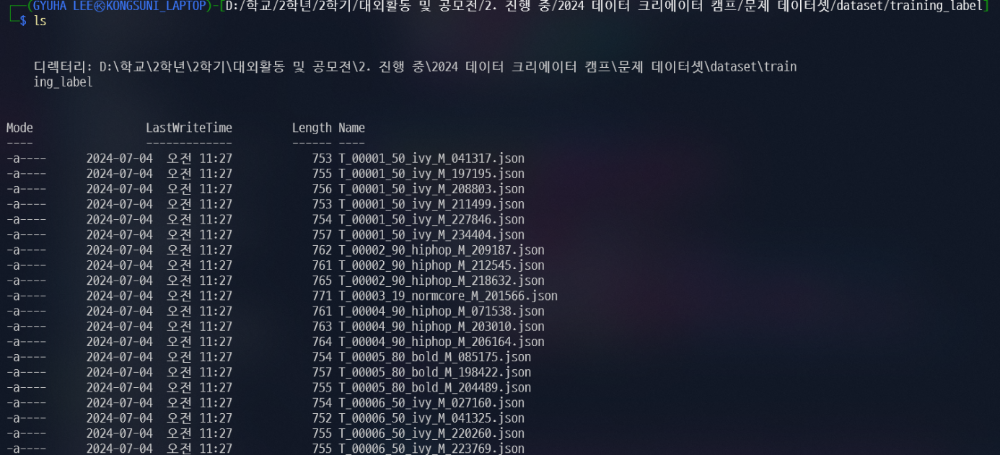 ┌──(GYUHA LEE㉿KONGSUNI_LAPTOP)-[D:/학교/2학년/2학기/대외활동 및 공모전/2. 진행 중/2024 데이터 크리에이터 캠프/문제 데이터셋/dataset/training_label]
└─$ ls
디렉터리: D:\학교\2학년\2학기\대외활동 및 공모전\2. 진행 중\2024 데이터 크리에이터 캠프\문제 데이터셋\dataset\train
ing_label
Mode                 LastWriteTime         Length Name
----                 -------------         ------ ----
-a----      2024-07-04  오전 11:27            753 T_00001_50_ivy_M_041317.json
-a----      2024-07-04  오전 11:27            755 T_00001_50_ivy_M_197195.json
-a----      2024-07-04  오전 11:27            756 T_00001_50_ivy_M_208803.json
-a----      2024-07-04  오전 11:27            753 T_00001_50_ivy_M_211499.json
-a----      2024-07-04  오전 11:27            754 T_00001_50_ivy_M_227846.json
-a----      2024-07-04  오전 11:27            757 T_00001_50_ivy_M_234404.json
-a----      2024-07-04  오전 11:27            762 T_00002_90_hiphop_M_209187.json
-a----      2024-07-04  오전 11:27            761 T_00002_90_hiphop_M_212545.json
-a----      2024-07-04  오전 11:27            765 T_00002_90_hiphop_M_218632.json
-a----      2024-07-04  오전 11:27            771 T_00003_19_normcore_M_201566.json
-a----      2024-07-04  오전 11:27            761 T_00004_90_hiphop_M_071538.json
-a----      2024-07-04  오전 11:27            763 T_00004_90_hiphop_M_203010.json
-a----      2024-07-04  오전 11:27            764 T_00004_90_hiphop_M_206164.json
-a----      2024-07-04  오전 11:27            754 T_00005_80_bold_M_085175.json
-a----      2024-07-04  오전 11:27            757 T_00005_80_bold_M_198422.json
-a----      2024-07-04  오전 11:27            755 T_00005_80_bold_M_204489.json
-a----      2024-07-04  오전 11:27            754 T_00006_50_ivy_M_027160.json
-a----      2024-07-04  오전 11:27            752 T_00006_50_ivy_M_041325.json
-a----      2024-07-04  오전 11:27            755 T_00006_50_ivy_M_220260.json
-a----      2024-07-04  오전 11:27            755 T_00006_50_ivy_M_223769.json